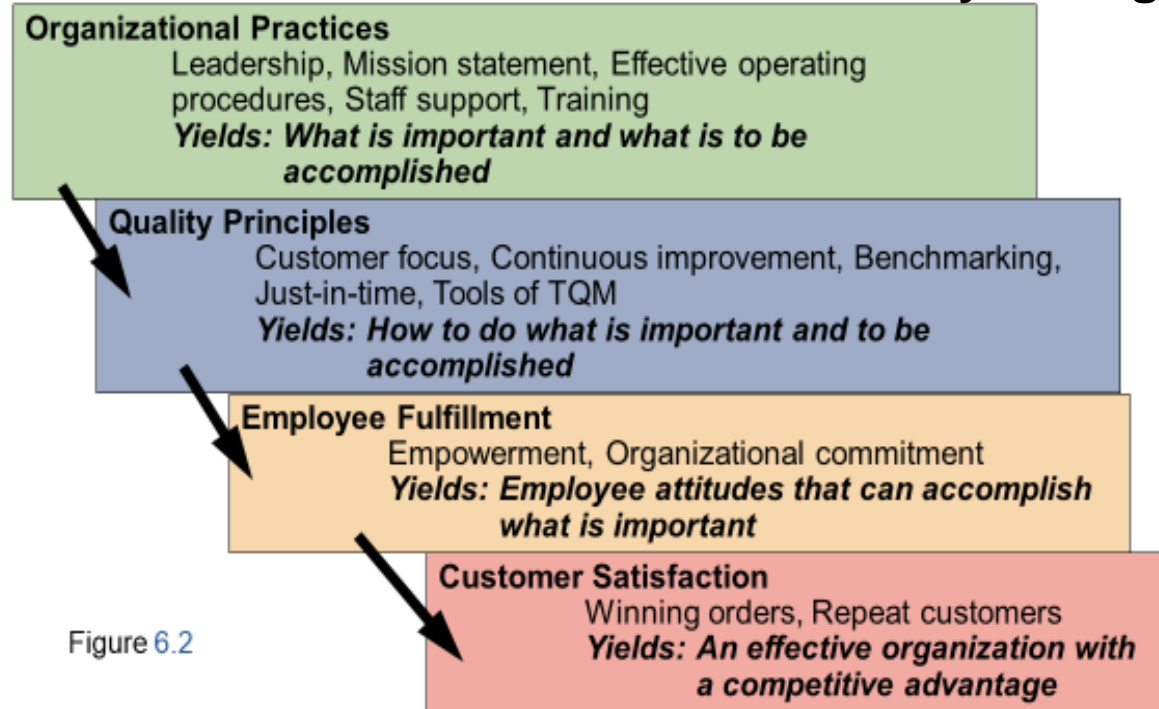 Organizational Practices
Leadership, Mission statement, Effective operating
procedures, Staff support, Training
Yields: What is important and what is to be
accomplished
Quality Principles
Customer focus, Continuous improvement, Benchmarking,
Just-in-time, Tools of TQM
Yields: How to do what is important and to be
accomplished
Employee Fulfillment
Empowerment, Organizational commitment
Yields: Employee attitudes that can accomplish
what is important
Customer Satisfaction
Winning orders, Repeat customers
Yields: An effective organization with
a competitive advantage
Figure 6.2